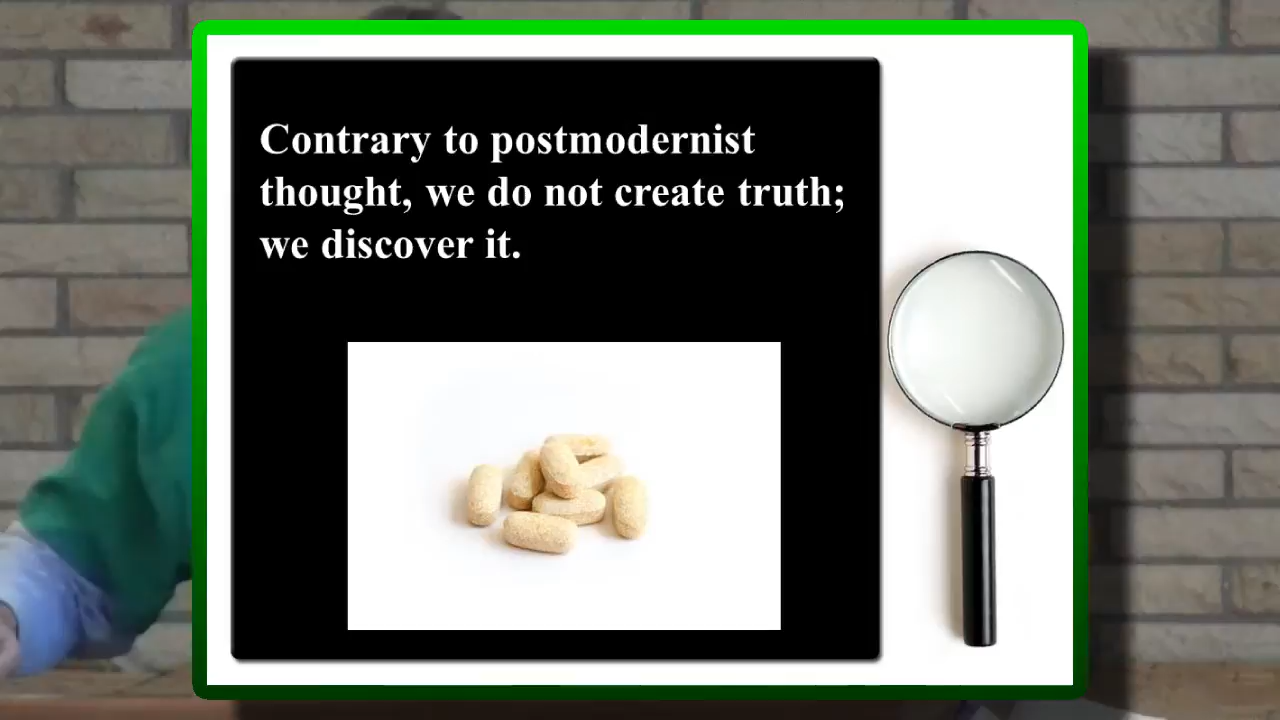 Contrary to postmodernist
thought, we do not create truth;
we discover it.